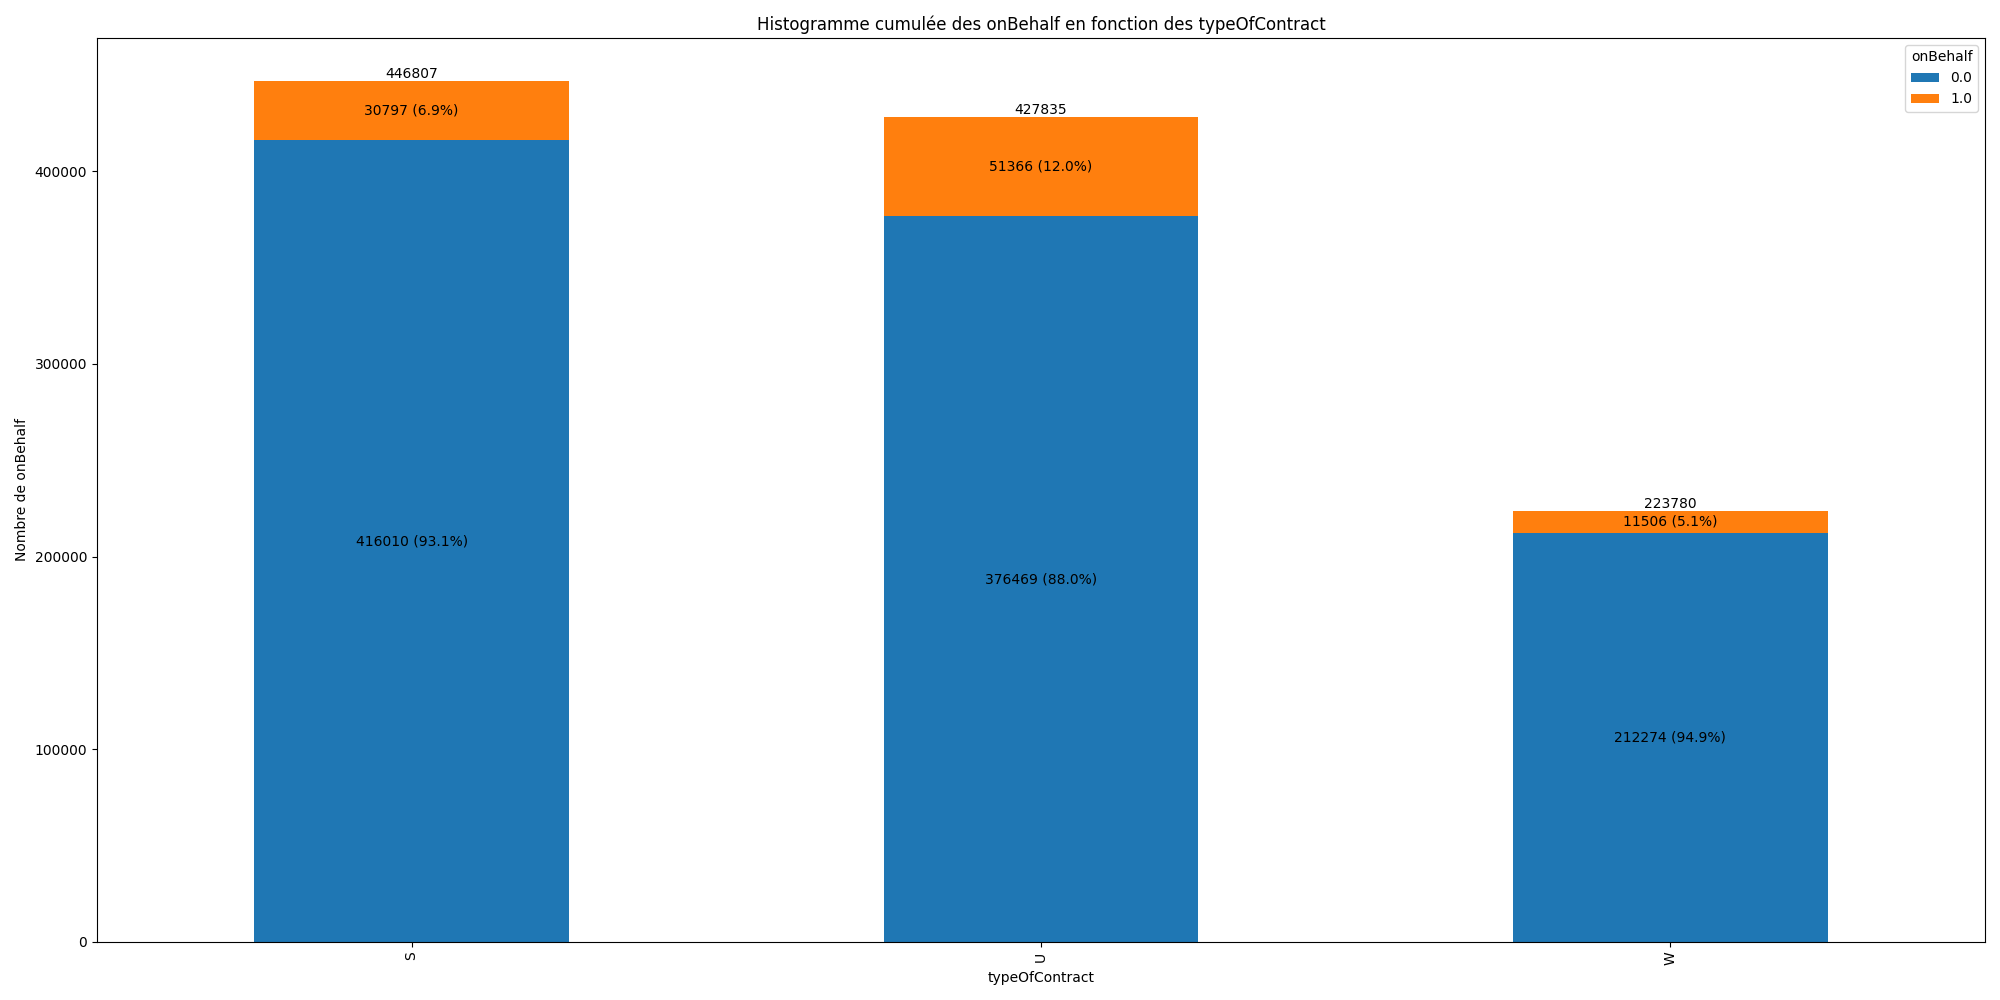 Histogramme cumulée des onBehalf en fonction des typeOfContract
onBehalf
0.0
1.0
446807
30797 (6.9%)
427835
51366 (12.0%)
400000
300000
223780
11506 (5.1%)
Nombre de onBehalf
416010 (93.1%)
200000
376469 (88.0%)
212274 (94.9%)
100000
0
S
U
W
typeOfContract